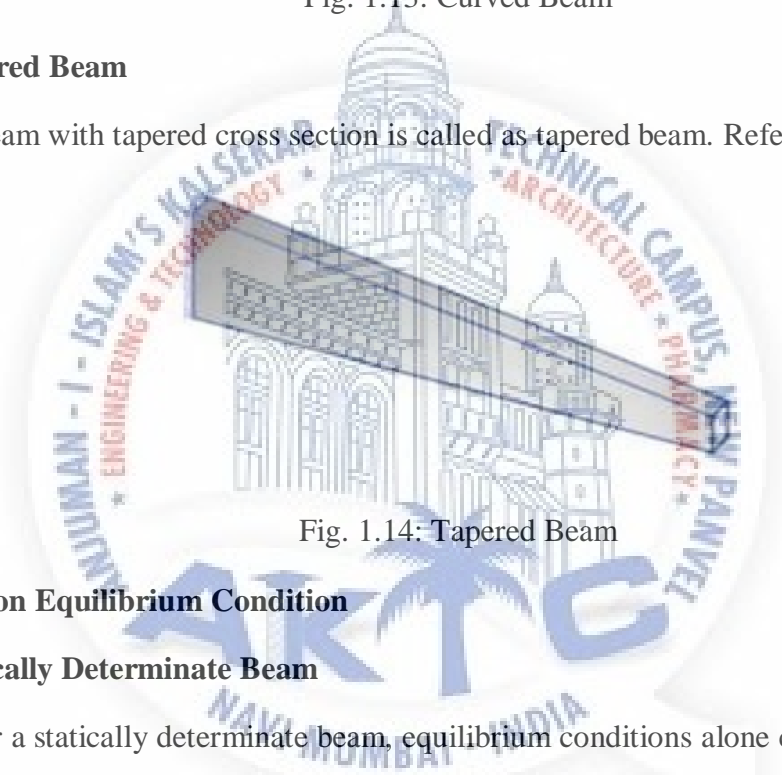 Fig. 1.13: Curved Beam
red Beam
eam with tapered cross section is called as tapered beam. Refe
ANJUMAN - I - ISLAM'S KALSEKAR TECHNICAL CAMPUS, NEW PANVEL
* ENGINEERING & TECHNOLOGY * * ARCHITECTURE * PHARMACY *
Fig. 1.14: Tapered Beam
on Equilibrium Condition
cally Determinate Beam
AKTC
r a statically determinate beam, equilibrium conditions alone
NAVI MUMBAI - INDIA